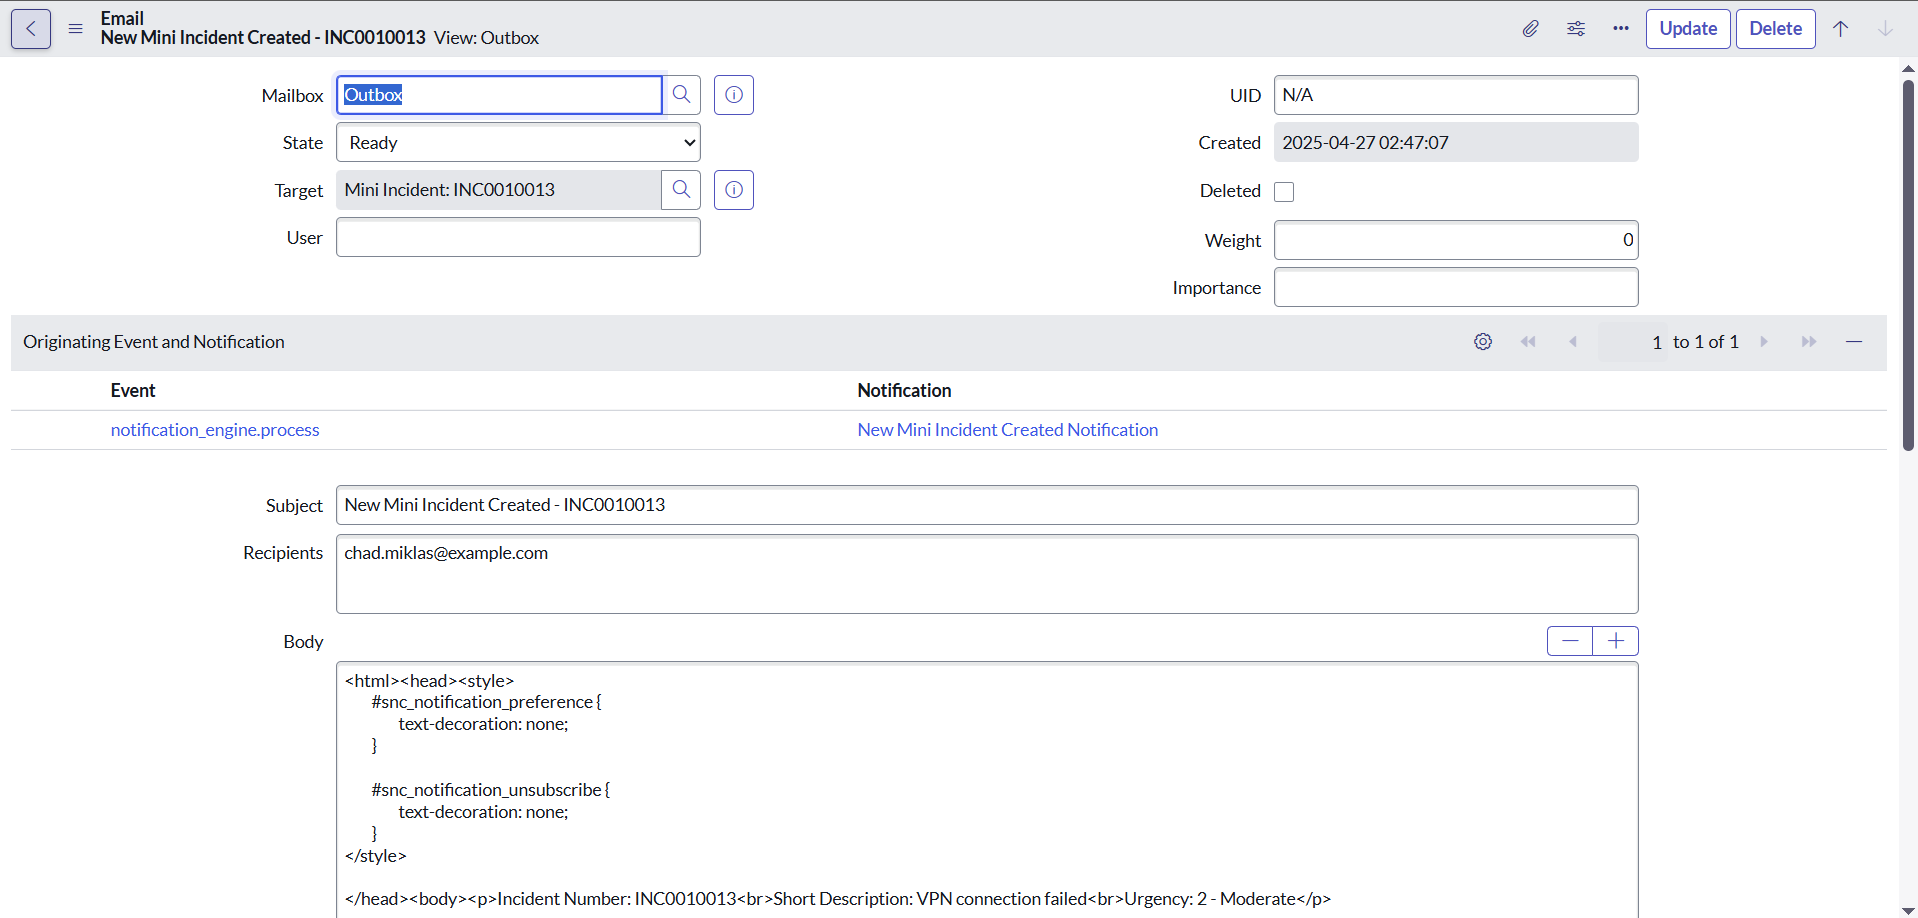 Email
New Mini Incident Created - INC0010013 View: Outbox
Update
Delete
Mailbox
Outbox
UID
N/A
State
Ready
Created
2025-04-27 02:47:07
Target
Mini Incident: INC0010013
Deleted
User
Weight
0
Importance
Originating Event and Notification
1 to 1 of 1
Event
Notification
notification_engine.process
New Mini Incident Created Notification
Subject
New Mini Incident Created - INC0010013
Recipients
chad.miklas@example.com
Body
<html><head><style>
#snc_notification_preference {
text-decoration: none;
}
#snc_notification_unsubscribe {
text-decoration: none;
}
</style>
</head><body><p>Incident Number: INC0010013<br>Short Description: VPN connection failed<br>Urgency: 2 - Moderate</p>